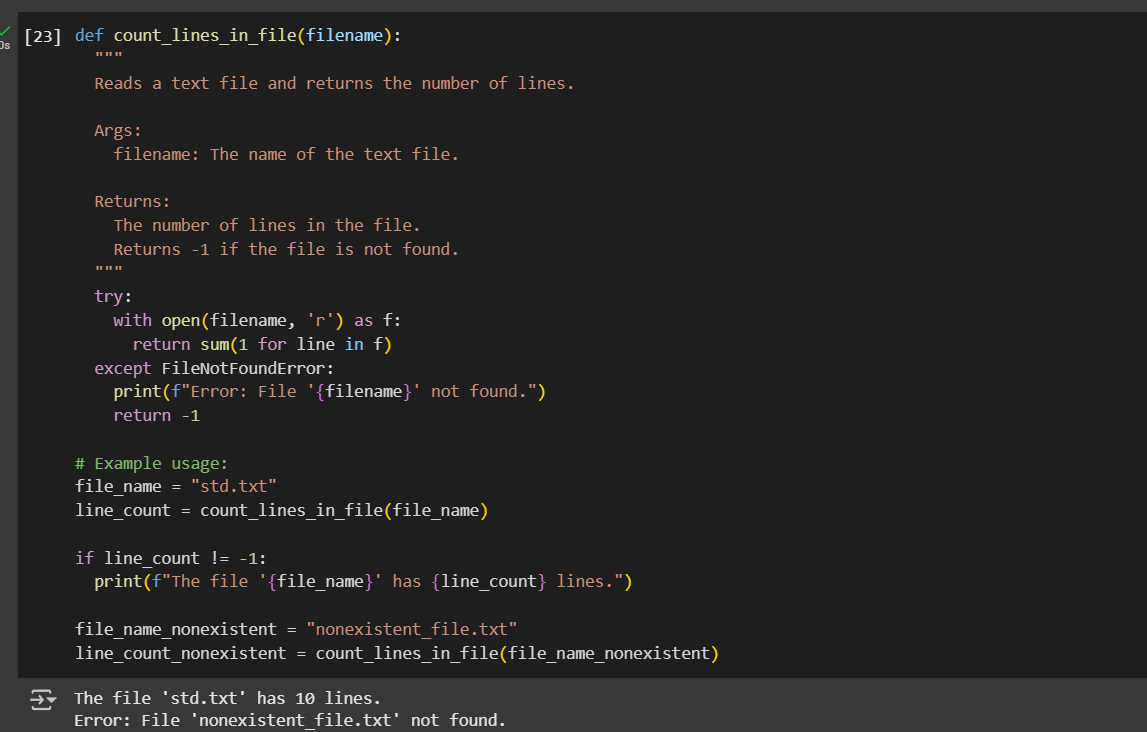 [23] def count_lines_in_file(filename):
"""
Reads a text file and returns the number of lines.
Args:
filename: The name of the text file.
Returns:
The number of lines in the file.
Returns -1 if the file is not found.
"""
try:
with open(filename, 'r') as f:
return sum(1 for line in f)
except FileNotFoundError:
print(f"Error: File '{filename}' not found.")
return -1
# Example usage:
file_name = "std.txt"
line_count = count_lines_in_file(file_name)
if line_count != -1:
print(f"The file '{file_name}' has {line_count} lines.")
file_name_nonexistent = "nonexistent_file.txt"
line_count_nonexistent = count_lines_in_file(file_name_nonexistent)
The file 'std.txt' has 10 lines.
Error: File 'nonexistent_file.txt' not found.